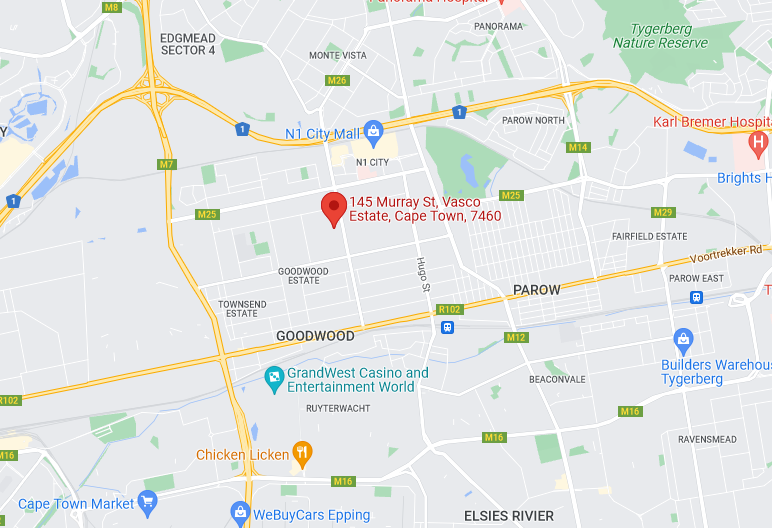 Panorama Hospital
M8
PANORAMA
EDGMEAD
SECTOR 4
Tygerberg
Nature Reserve
MONTE VISTA
M26
1
PAROW NORTH
Karl Bremer Hospita
N1 City Mall
1
Y
M14
H
N1 CITY
M7
Brights H
M25
1
145 Murray St, Vasco
Estate, Cape Town, 7460
M25
M29
FAIRFIELD ESTATE
Voortrekker Rd
Hugo St
GOODWOOD
ESTATE
PAROW EAST
PAROW
T
TOWNSEND
ESTATE
R102
GOODWOOD
M12
Builders Warehous
Tygerberg
GrandWest Casino and
Entertainment World
BEACONVALE
R102
RUYTERWACHT
M16
M16
RAVENSMEAD
Chicken Licken
M16
M16
Cape Town Market
WeBuyCars Epping
ELSIES RIVIER